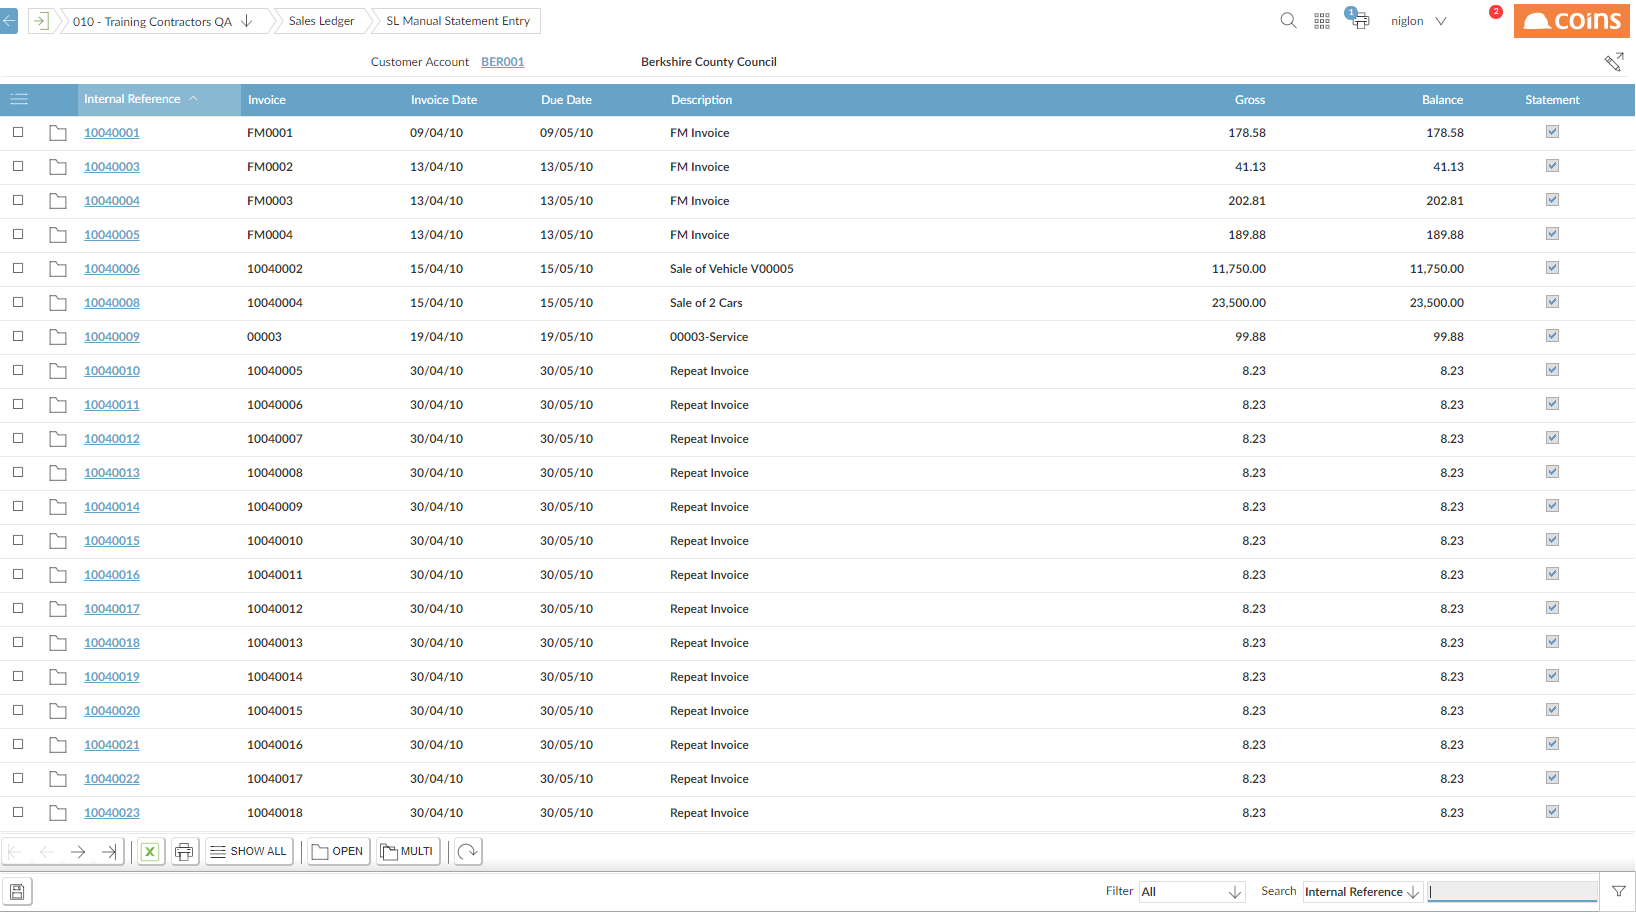 010 - Training Contractors QA Sales Ledger SL Manual Statement Entry 1 niglon 2 coins
Customer Account BER001 Berkshire County Council
Internal Reference Invoice Invoice Date Due Date Description Gross Balance Statement
10040001 FM0001 09/04/10 09/05/10 FM Invoice 178.58 178.58
10040003 FM0002 13/04/10 13/05/10 FM Invoice 41.13 41.13
10040004 FM0003 13/04/10 13/05/10 FM Invoice 202.81 202.81
10040005 FM0004 13/04/10 13/05/10 FM Invoice 189.88 189.88
10040006 10040002 15/04/10 15/05/10 Sale of Vehicle V00005 11,750.00 11,750.00
10040008 10040004 15/04/10 15/05/10 Sale of 2 Cars 23,500.00 23,500.00
10040009 00003 19/04/10 19/05/10 00003-Service 99.88 99.88
10040010 10040005 30/04/10 30/05/10 Repeat Invoice 8.23 8.23
10040011 10040006 30/04/10 30/05/10 Repeat Invoice 8.23 8.23
10040012 10040007 30/04/10 30/05/10 Repeat Invoice 8.23 8.23
10040013 10040008 30/04/10 30/05/10 Repeat Invoice 8.23 8.23
10040014 10040009 30/04/10 30/05/10 Repeat Invoice 8.23 8.23
10040015 10040010 30/04/10 30/05/10 Repeat Invoice 8.23 8.23
10040016 10040011 30/04/10 30/05/10 Repeat Invoice 8.23 8.23
10040017 10040012 30/04/10 30/05/10 Repeat Invoice 8.23 8.23
10040018 10040013 30/04/10 30/05/10 Repeat Invoice 8.23 8.23
10040019 10040014 30/04/10 30/05/10 Repeat Invoice 8.23 8.23
10040020 10040015 30/04/10 30/05/10 Repeat Invoice 8.23 8.23
10040021 10040016 30/04/10 30/05/10 Repeat Invoice 8.23 8.23
10040022 10040017 30/04/10 30/05/10 Repeat Invoice 8.23 8.23
10040023 10040018 30/04/10 30/05/10 Repeat Invoice 8.23 8.23
X SHOW ALL OPEN MULTI
Filter All Search Internal Reference